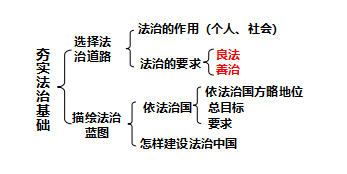 夯实法治基础
选择法
治道路
法治的作用（个人、社会）
法治的要求
良法
善治
描绘法治
蓝图
依法治国
依法治国方略地位
总目标
要求
怎样建设法治中国